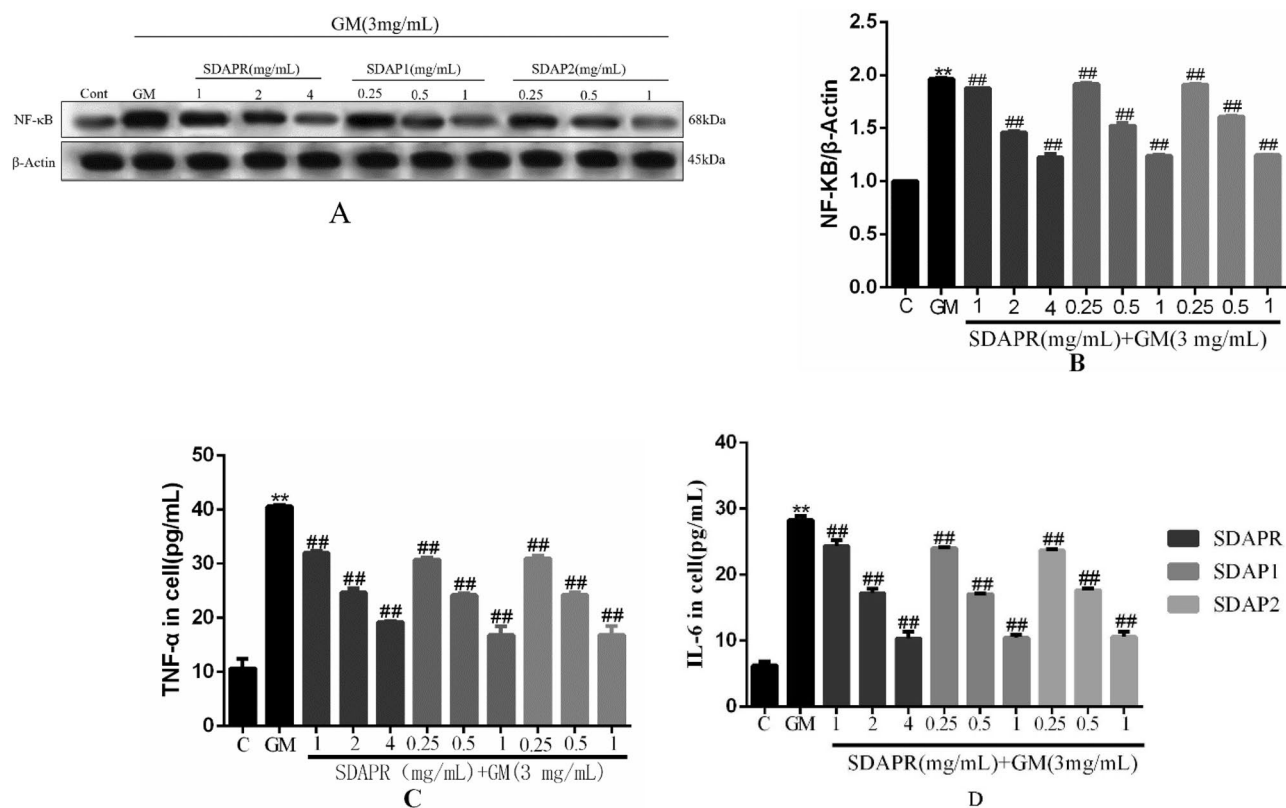 A
GM(3mg/mL)
SDAPR(mg/mL) SDAP1(mg/mL) SDAP2(mg/mL)
Cont GM 1 2 4 0.25 0.5 1 0.25 0.5 1
NF-κB 68kDa
β-Actin 45kDa
A
B
NF-KB/β-Actin
2.5
2.0
1.5
1.0
0.5
0.0
** ## ## ## ## ## ## ## ## ##
C GM 1 2 4 0.25 0.5 1 0.25 0.5 1
SDAPR(mg/mL)+GM(3 mg/mL)
B
TNF-α in cell(pg/mL)
50
40
30
20
10
0
** ## ## ## ## ## ## ## ## ##
C GM 1 2 4 0.25 0.5 1 0.25 0.5 1
SDAPR (mg/mL)+GM(3 mg/mL)
C
IL-6 in cell(pg/mL)
40
30
20
10
0
** ## ## ## ## ## ## ## ## ##
C GM 1 2 4 0.25 0.5 1 0.25 0.5 1
SDAPR(mg/mL)+GM(3mg/mL)
D
SDAPR
SDAP1
SDAP2